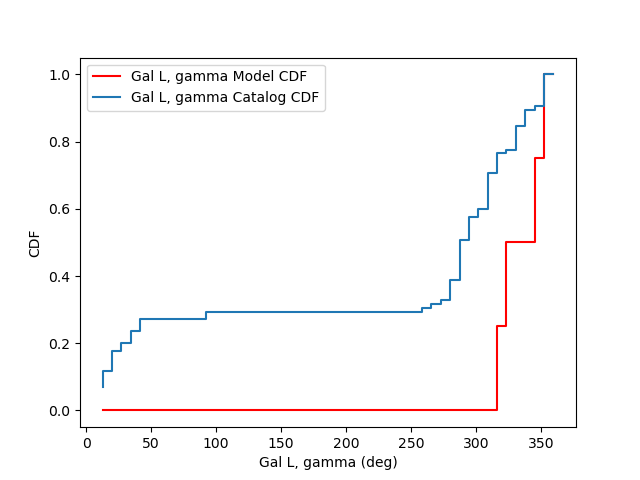 Gal L, gamma Model CDF
Gal L, gamma Catalog CDF
1.0
0.8
0.6
0.4
0.2
0.0
CDF
0 50 100 150 200 250 300 350
Gal L, gamma (deg)